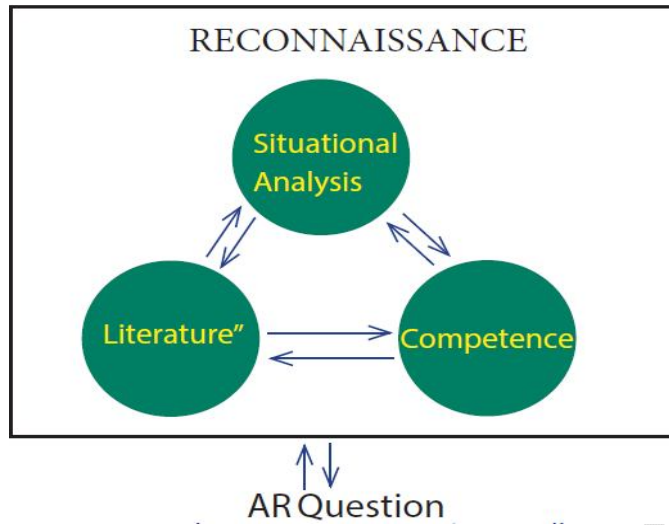 RECONNAISSANCE
Situational
Analysis
Literature”
Competence
AR Question